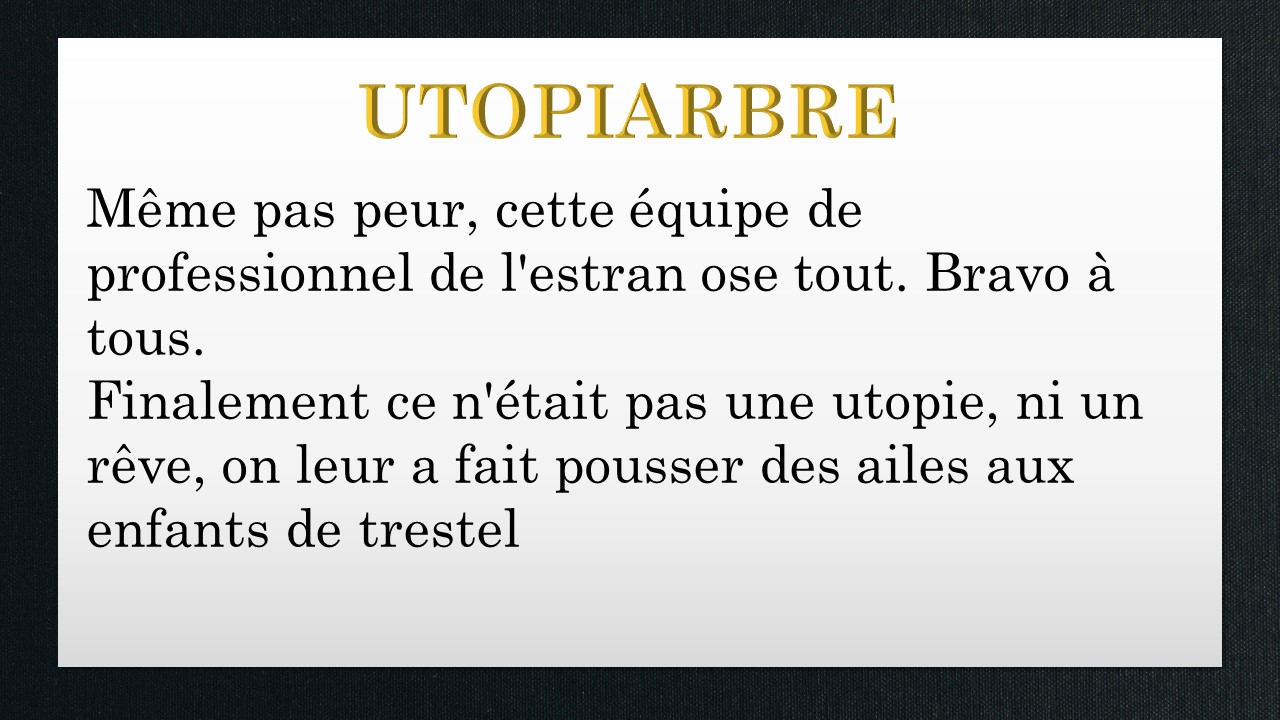 UTOPIARBRE
Même pas peur, cette équipe de
professionnel de l'estran ose tout. Bravo à
tous.
Finalement ce n'était pas une utopie, ni un
rêve, on leur a fait pousser des ailes aux
enfants de trestel